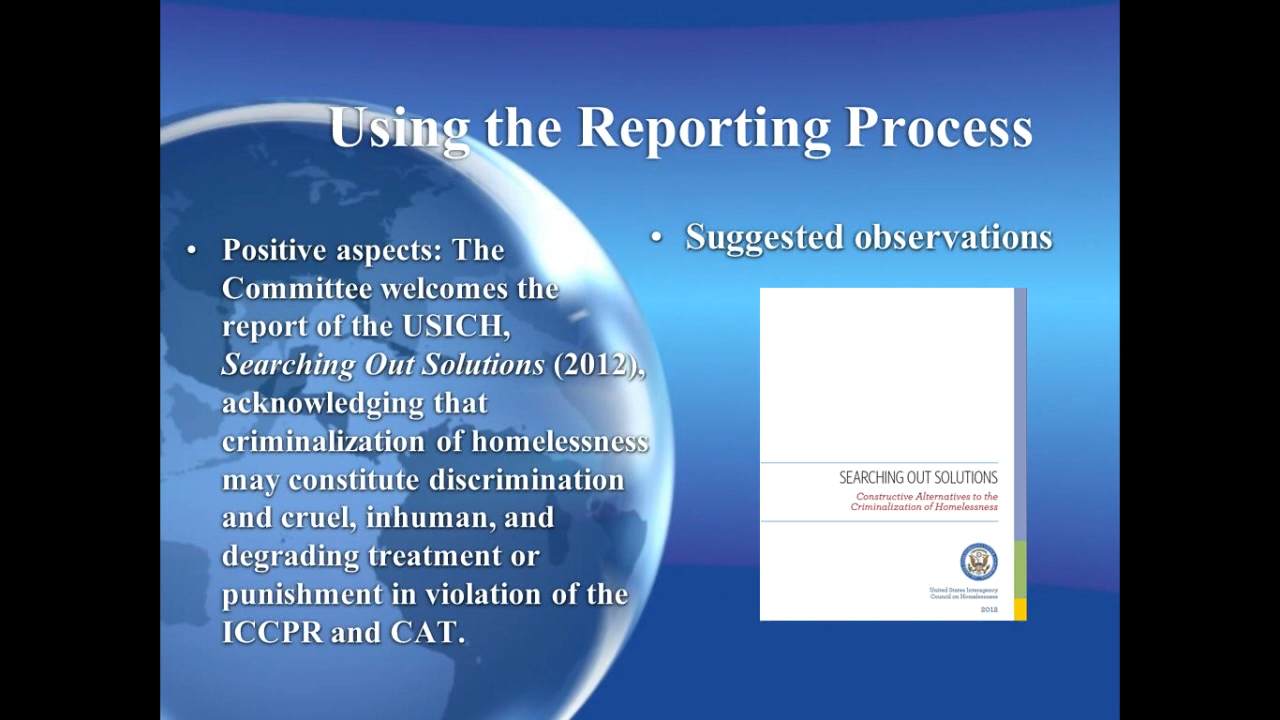 Using the Reporting Process
• Positive aspects: The
Committee welcomes the
report of the USICH,
Searching Out Solutions (2012),
acknowledging that
criminalization of homelessness
may constitute discrimination
and cruel, inhuman, and
degrading treatment or
punishment in violation of the
ICCPR and CAT.
• Suggested observations
SEARCHING OUT SOLUTIONS
Constructive Alternatives to the
Criminalization of Homelessness
United States Interagency
Council on Homelessness
2012